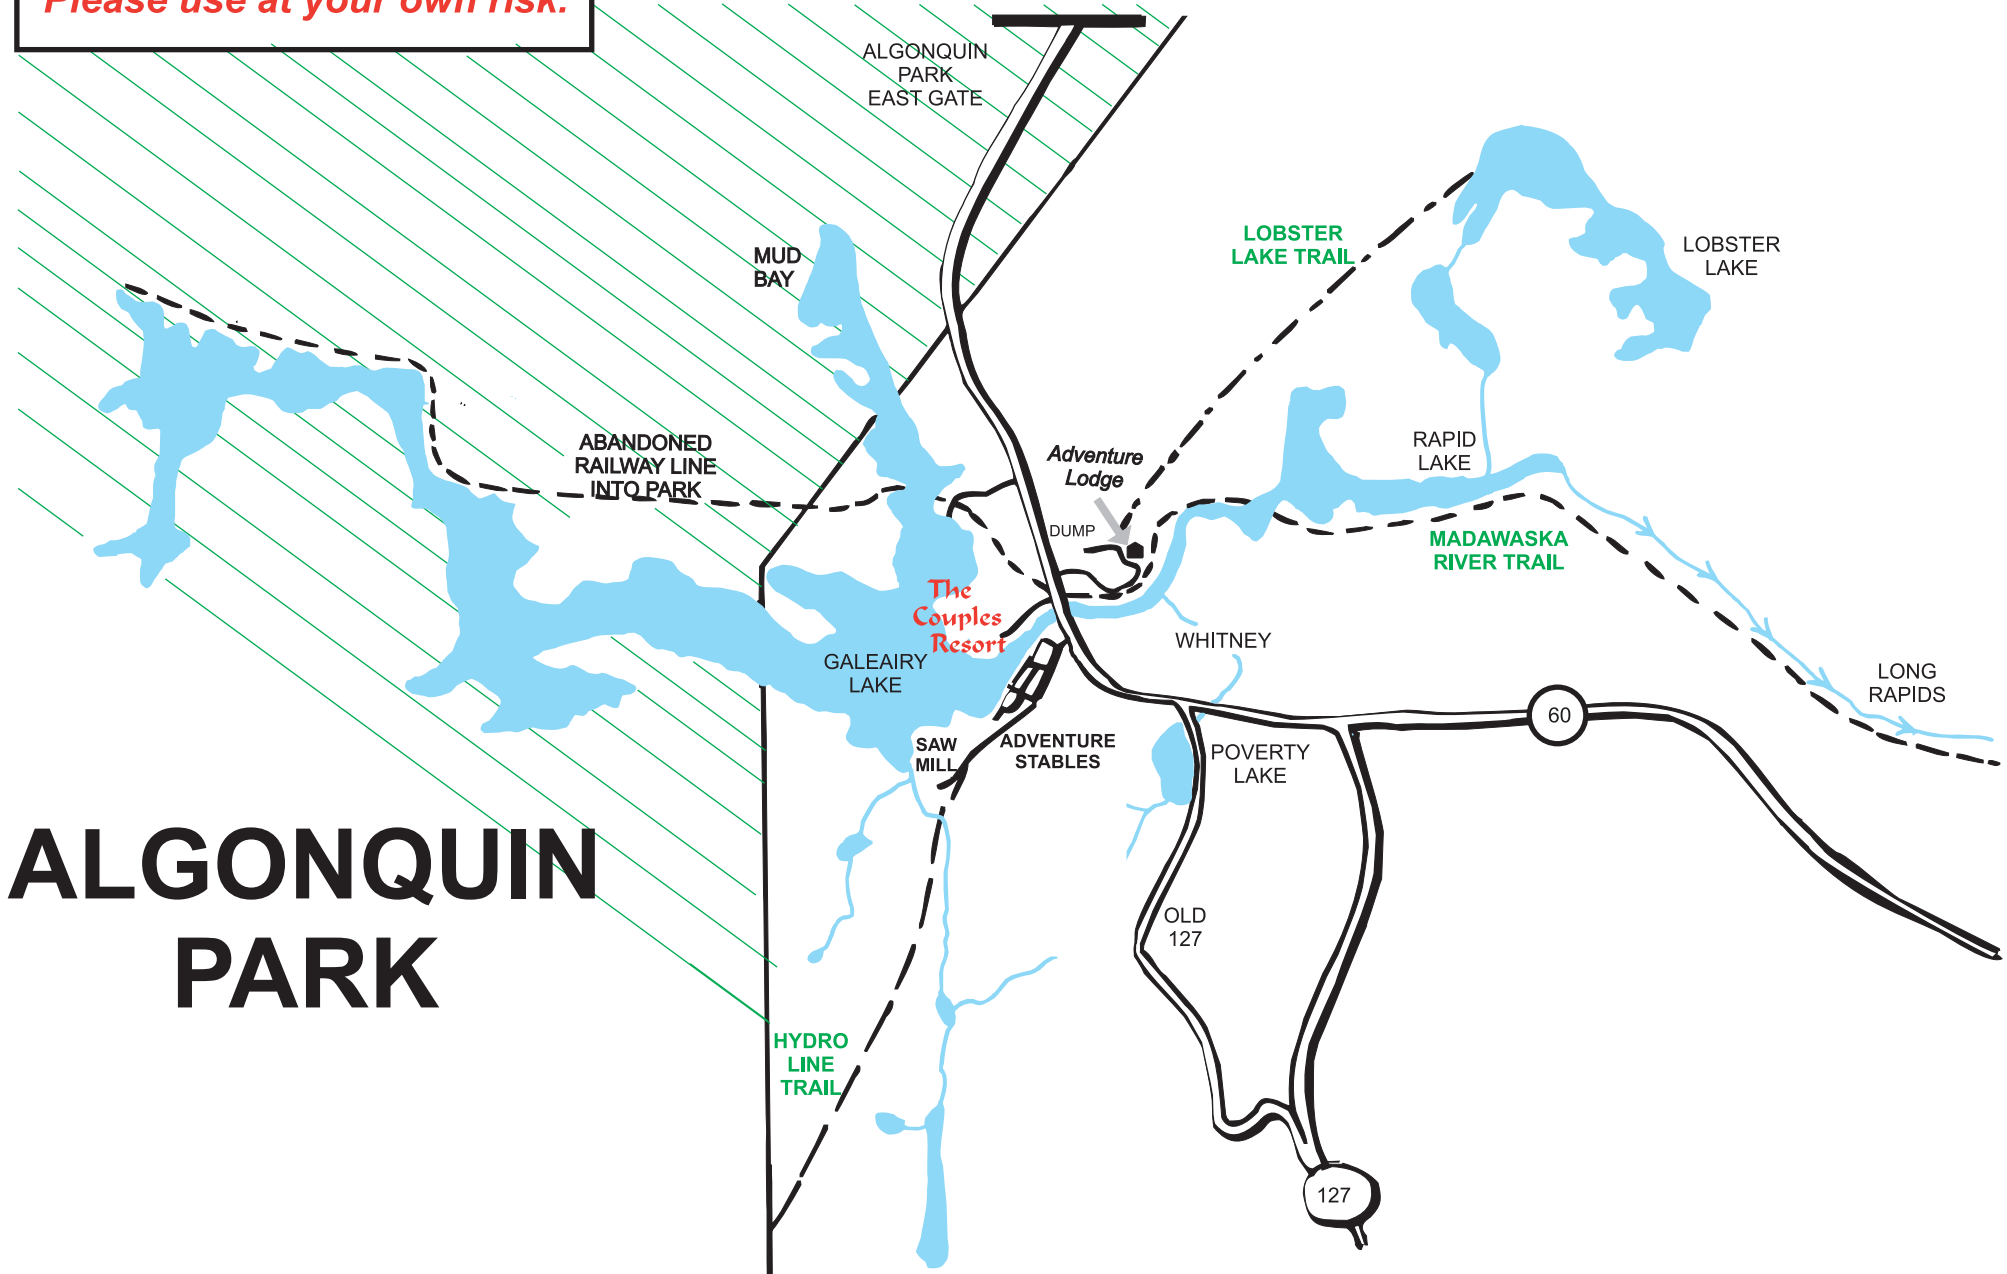 Please use at your own risk.
ALGONQUIN
PARK
EAST GATE
MUD
BAY
LOBSTER
LAKE TRAIL
LOBSTER
LAKE
ABANDONED
RAILWAY LINE
INTO PARK
Adventure
Lodge
RAPID
LAKE
DUMP
MADAWASKA
RIVER TRAIL
The
Couples
Resort
WHITNEY
GALEAIRY
LAKE
LONG
RAPIDS
60
SAW
MILL
ADVENTURE
STABLES
POVERTY
LAKE
ALGONQUIN
PARK
OLD
127
HYDRO
LINE
TRAIL
127